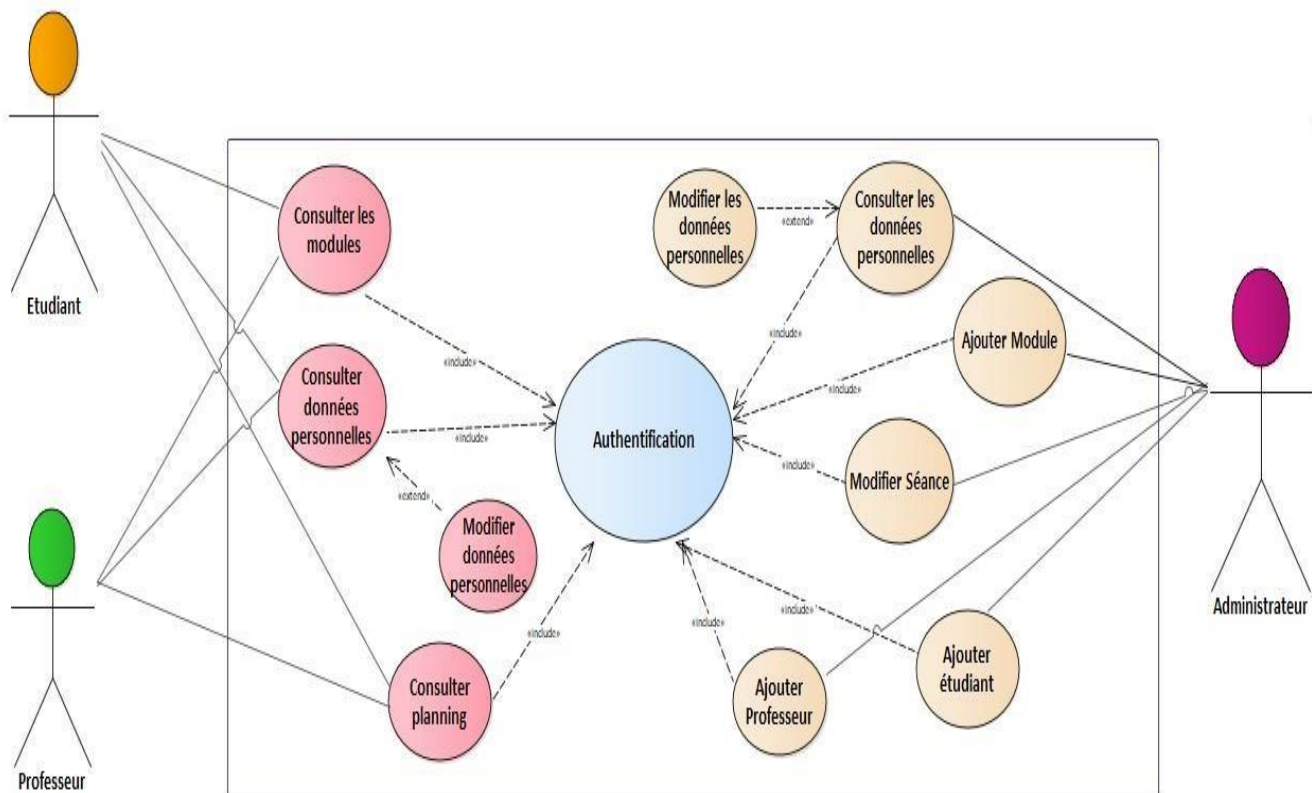 Etudiant
Professeur
Consulter les
modules
«include»
Consulter
données
personnelles
«include»
«extend»
Modifier
données
personnelles
Consulter
planning
«include»
Authentification
Modifier les
données
personnelles
«extend»
Consulter les
données
personnelles
«include»
Ajouter Module
«include»
Modifier Séance
«include»
Ajouter
Professeur
«include»
Ajouter
étudiant
«include»
Administrateur